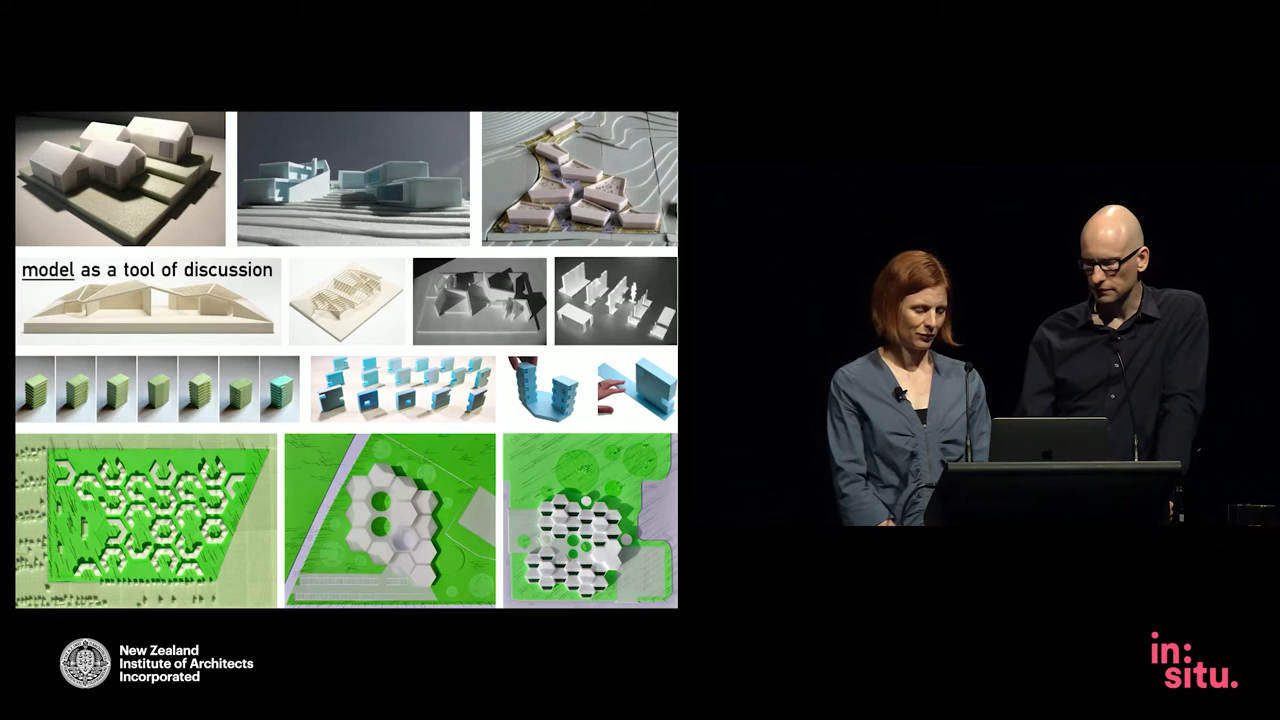 model as a tool of discussion
New Zealand
Institute of Architects
Incorporated
in:
situ.